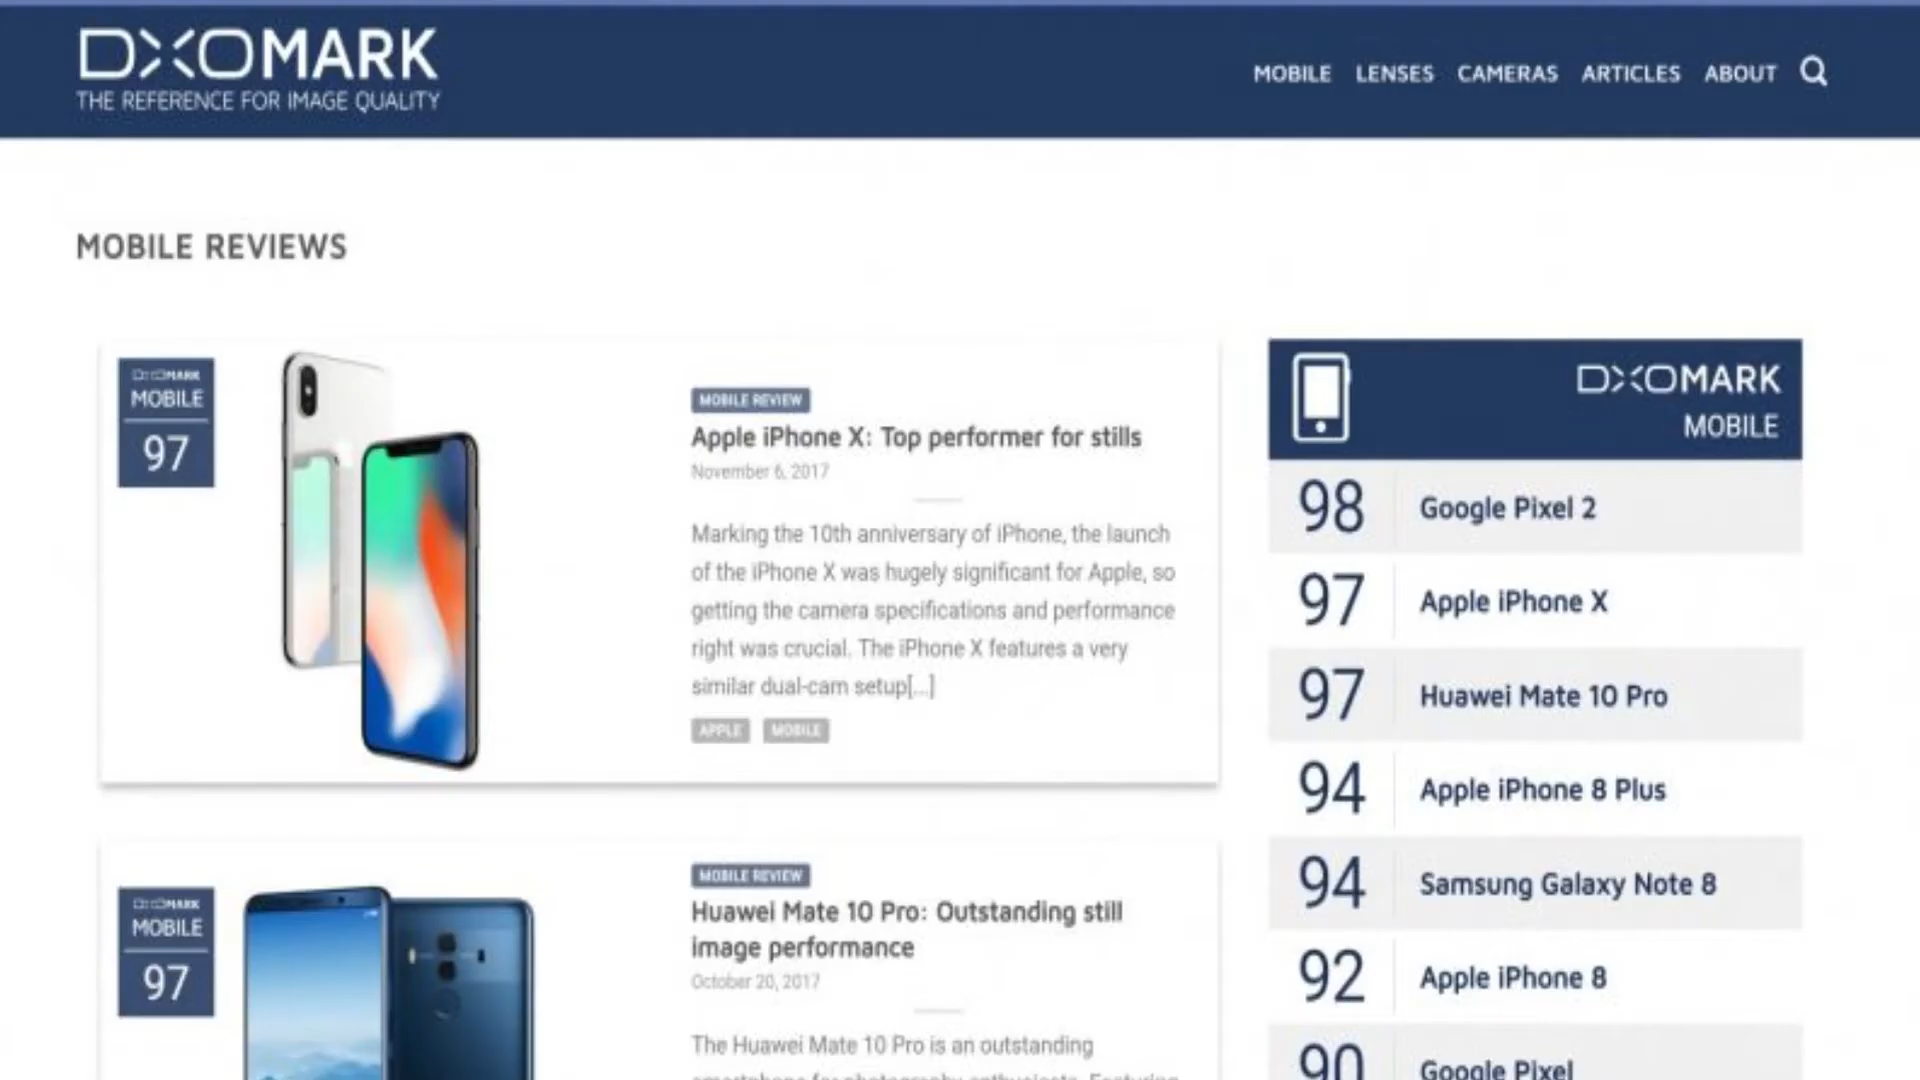 DXOMARK
THE REFERENCE FOR IMAGE QUALITY
MOBILE LENSES CAMERAS ARTICLES ABOUT
MOBILE REVIEWS
DXOMARK
MOBILE
97
MOBILE REVIEW
Apple iPhone X: Top performer for stills
November 6, 2017
Marking the 10th anniversary of iPhone, the launch
of the iPhone X was hugely significant for Apple, so
getting the camera specifications and performance
right was crucial. The iPhone X features a very
similar dual-cam setup[...]
APPLE MOBILE
DXOMARK
MOBILE
97
MOBILE REVIEW
Huawei Mate 10 Pro: Outstanding still
image performance
October 20, 2017
The Huawei Mate 10 Pro is an outstanding
smartphone for photography enthusiasts. Featuring
DXOMARK
MOBILE
98 Google Pixel 2
97 Apple iPhone X
97 Huawei Mate 10 Pro
94 Apple iPhone 8 Plus
94 Samsung Galaxy Note 8
92 Apple iPhone 8
90 Google Pixel